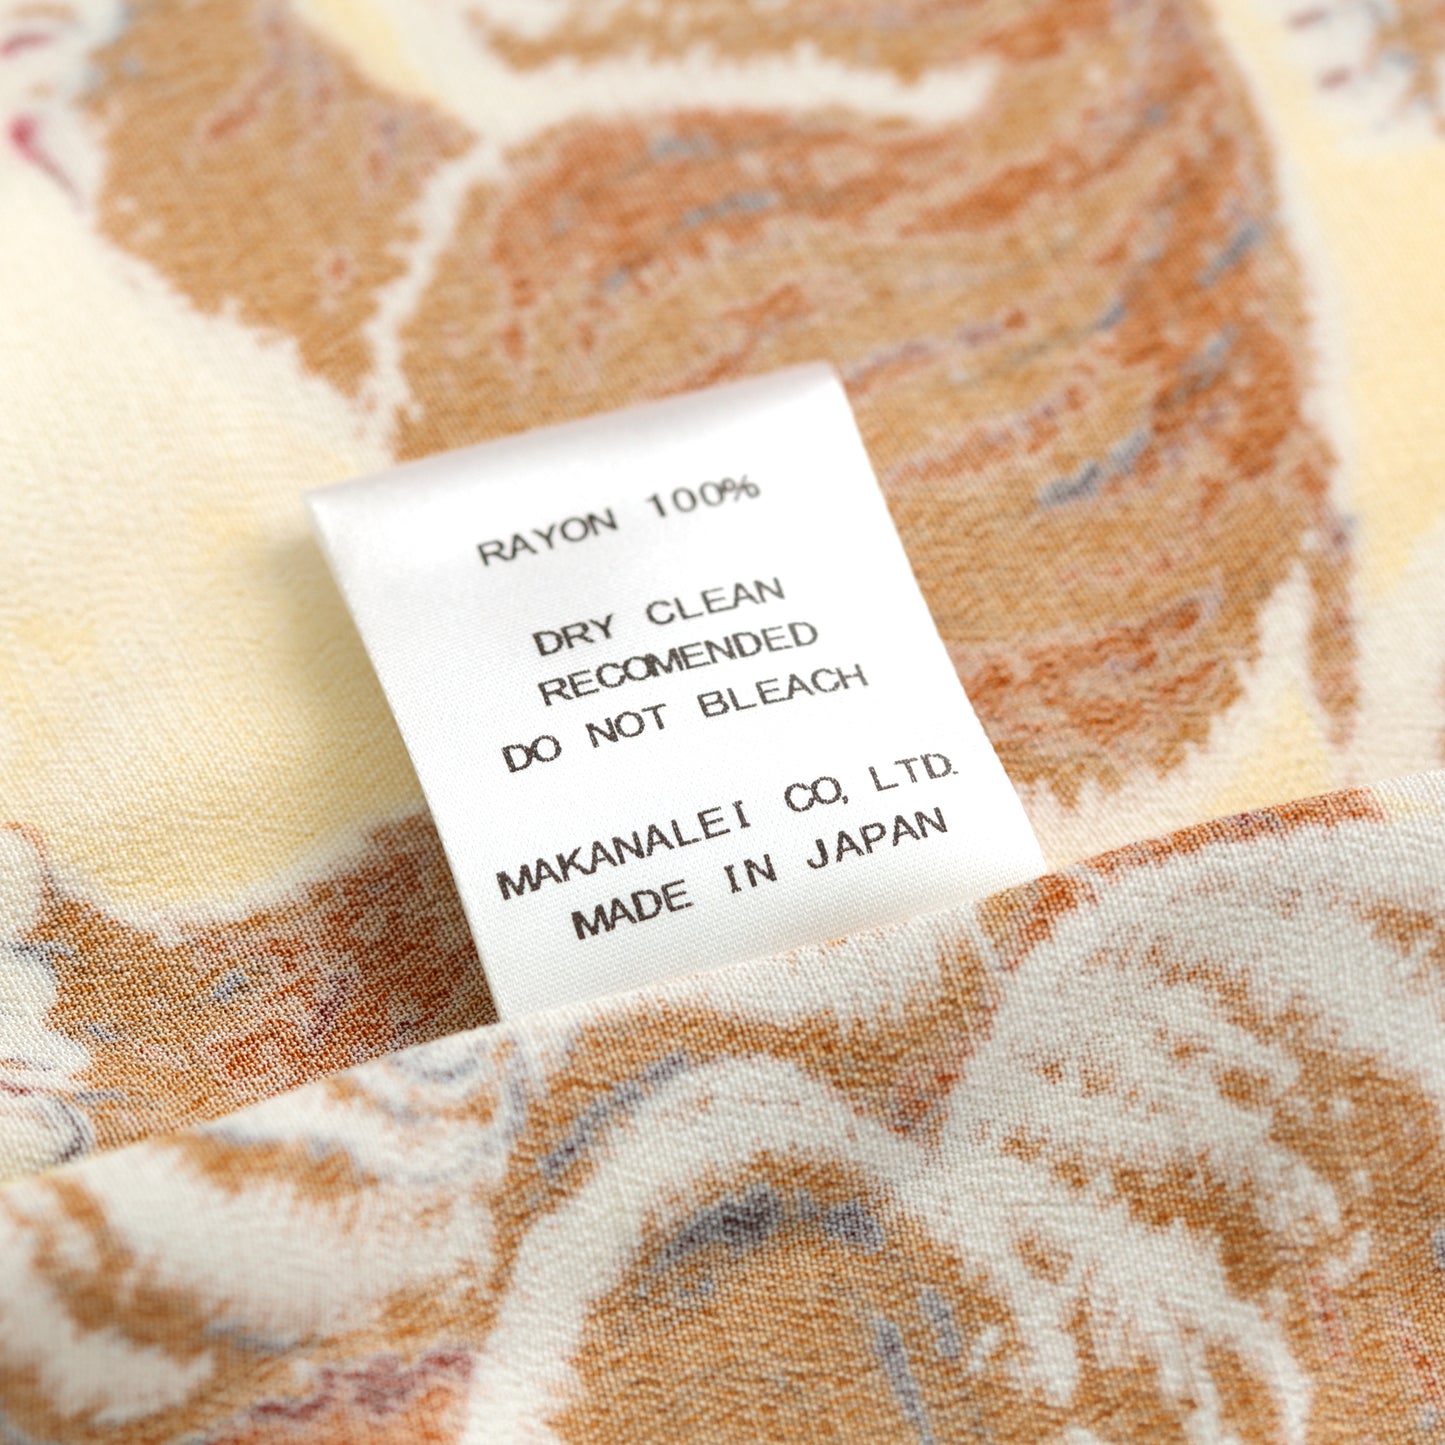 RAYON 100%
DRY CLEAN
RECOMENDED
DO NOT BLEACH
MAKANALEI CO, LTD.
MADE IN JAPAN